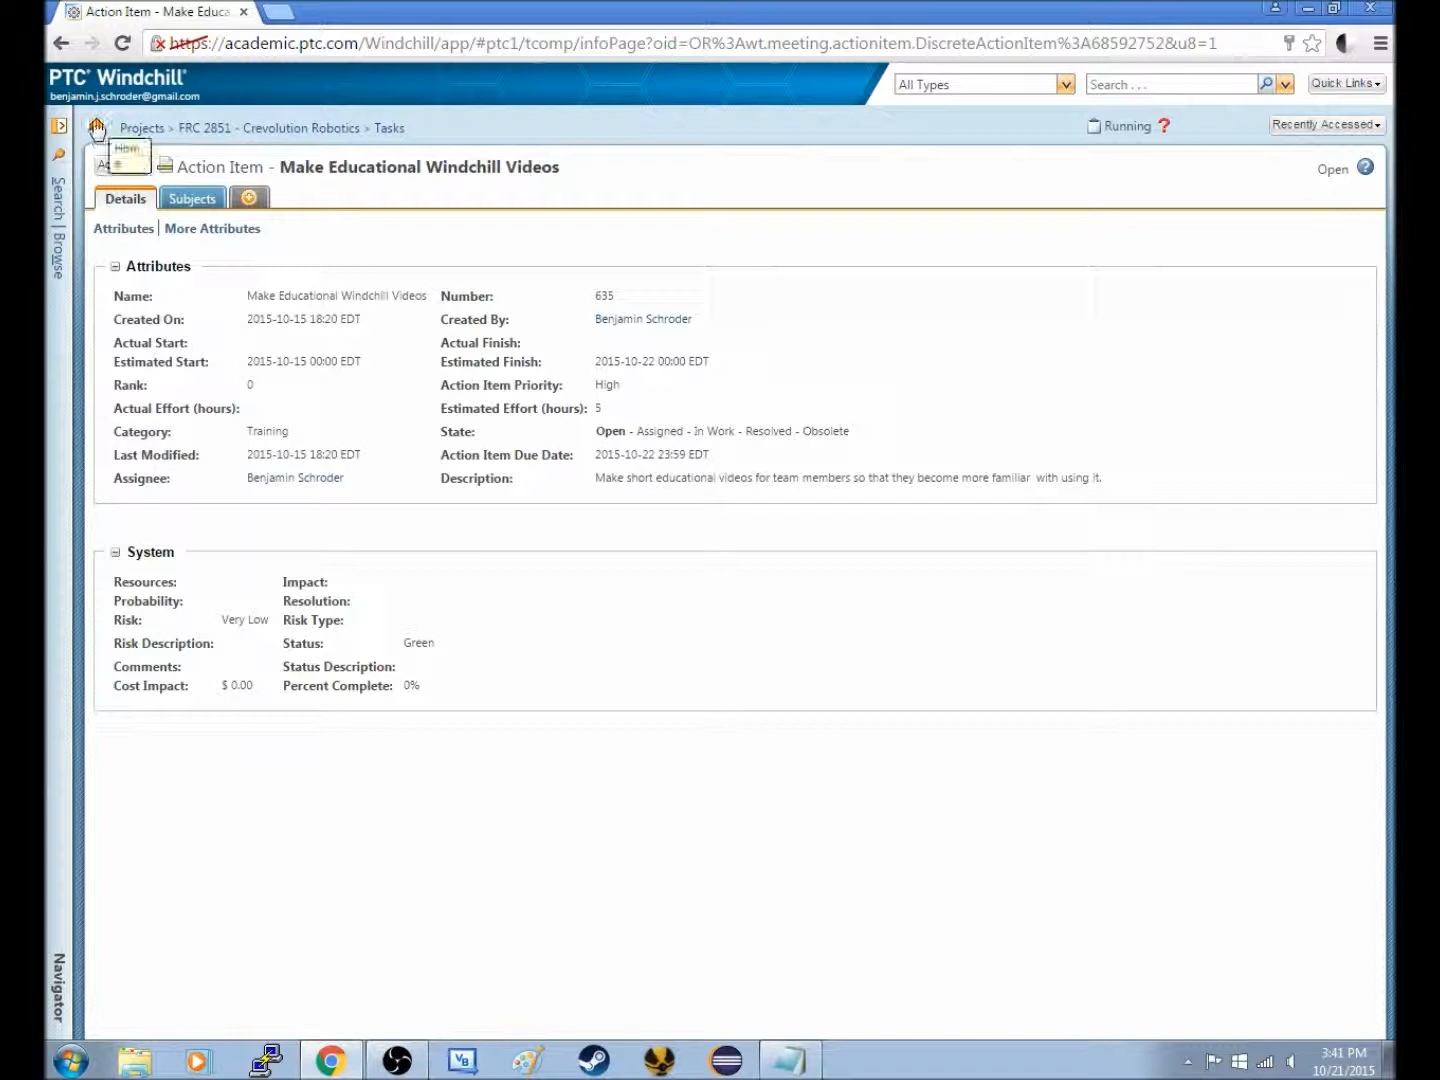 Action Item - Make Educa
https://academic.ptc.com/Windchill/app/#ptc1/tcomp/infoPage?oid=OR%3Awt.meeting.actionitem.DiscreteActionItem%3A68592752&u8=1
PTC® Windchill®
benjamin.j.schroder@gmail.com
All Types
Search . . .
Quick Links
Projects > FRC 2851 - Crevolution Robotics > Tasks
Running ?
Recently Accessed
Action Item - Make Educational Windchill Videos
Open
Details Subjects
Attributes | More Attributes
Search | Browse
Attributes
Name: Make Educational Windchill Videos Number: 635
Created On: 2015-10-15 18:20 EDT Created By: Benjamin Schroder
Actual Start: Actual Finish:
Estimated Start: 2015-10-15 00:00 EDT Estimated Finish: 2015-10-22 00:00 EDT
Rank: 0 Action Item Priority: High
Actual Effort (hours): Estimated Effort (hours): 5
Category: Training State: Open - Assigned - In Work - Resolved - Obsolete
Last Modified: 2015-10-15 18:20 EDT Action Item Due Date: 2015-10-22 23:59 EDT
Assignee: Benjamin Schroder Description: Make short educational videos for team members so that they become more familiar with using it.
System
Resources: Impact:
Probability: Resolution:
Risk: Very Low Risk Type:
Risk Description: Status: Green
Comments: Status Description:
Cost Impact: $ 0.00 Percent Complete: 0%
Navigator
VB
3:41 PM
10/21/2015